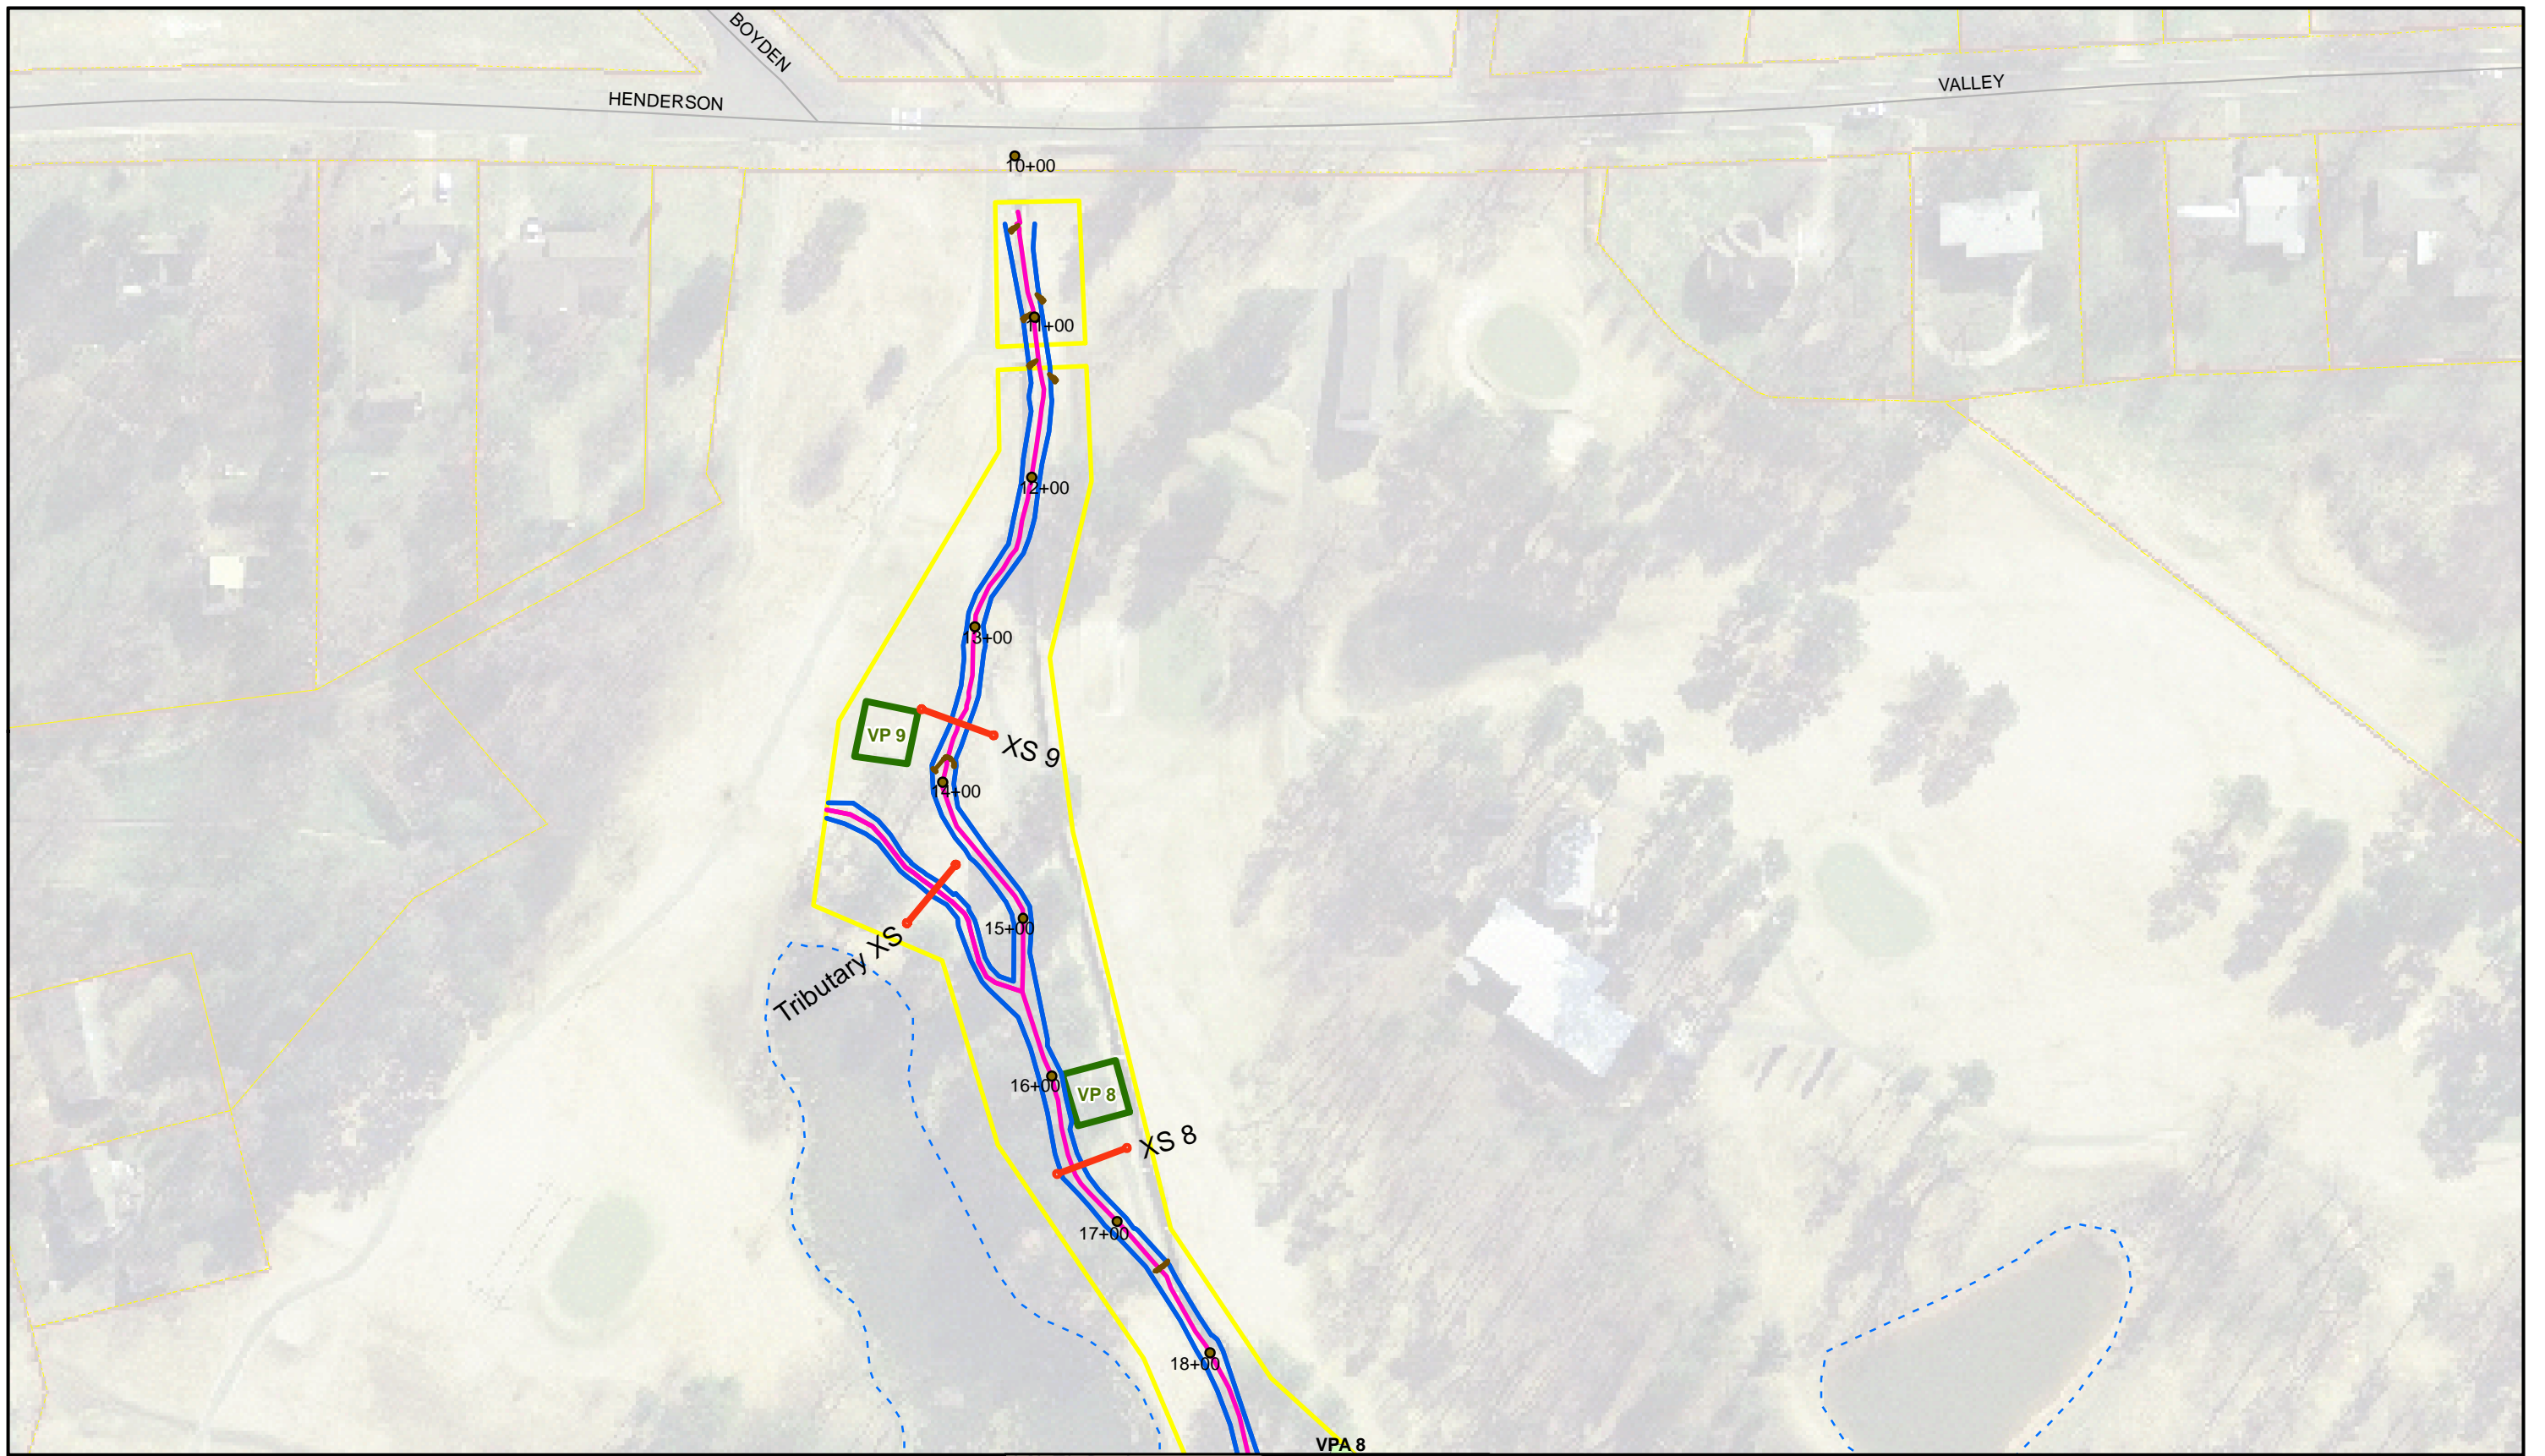 BOYDEN
HENDERSON
VALLEY
10+00
11+00
12+00
13+00
VP 9
XS 9
14+00
15+00
Tributary XS
16+00
VP 8
XS 8
17+00
18+00
VPA 8